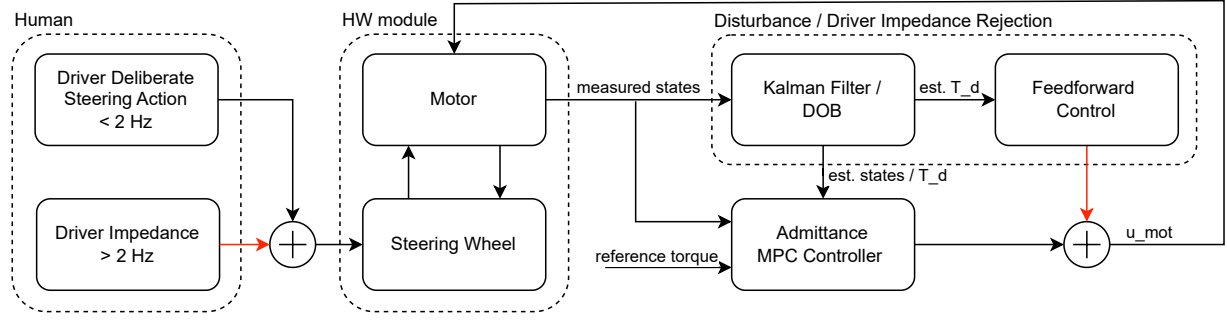 Human
HW module
Disturbance / Driver Impedance Rejection
Driver Deliberate
Steering Action
< 2 Hz
Motor
measured states
Kalman Filter /
DOB
est. T_d
Feedforward
Control
est. states / T_d
Driver Impedance
> 2 Hz
Steering Wheel
reference torque
Admittance
MPC Controller
u_mot